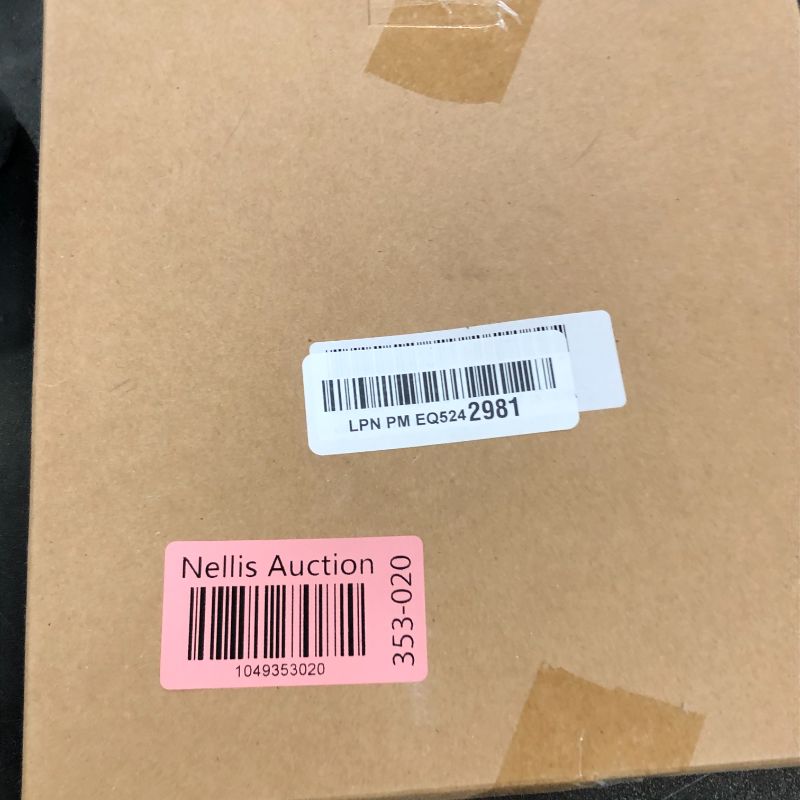 LPN PM EQ5242981
Nellis Auction
1049353020
353-020